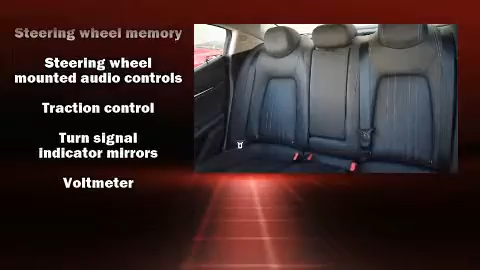 Steering wheel memory
Steering wheel
mounted audio controls
Traction control
Turn signal
indicator mirrors
Voltmeter